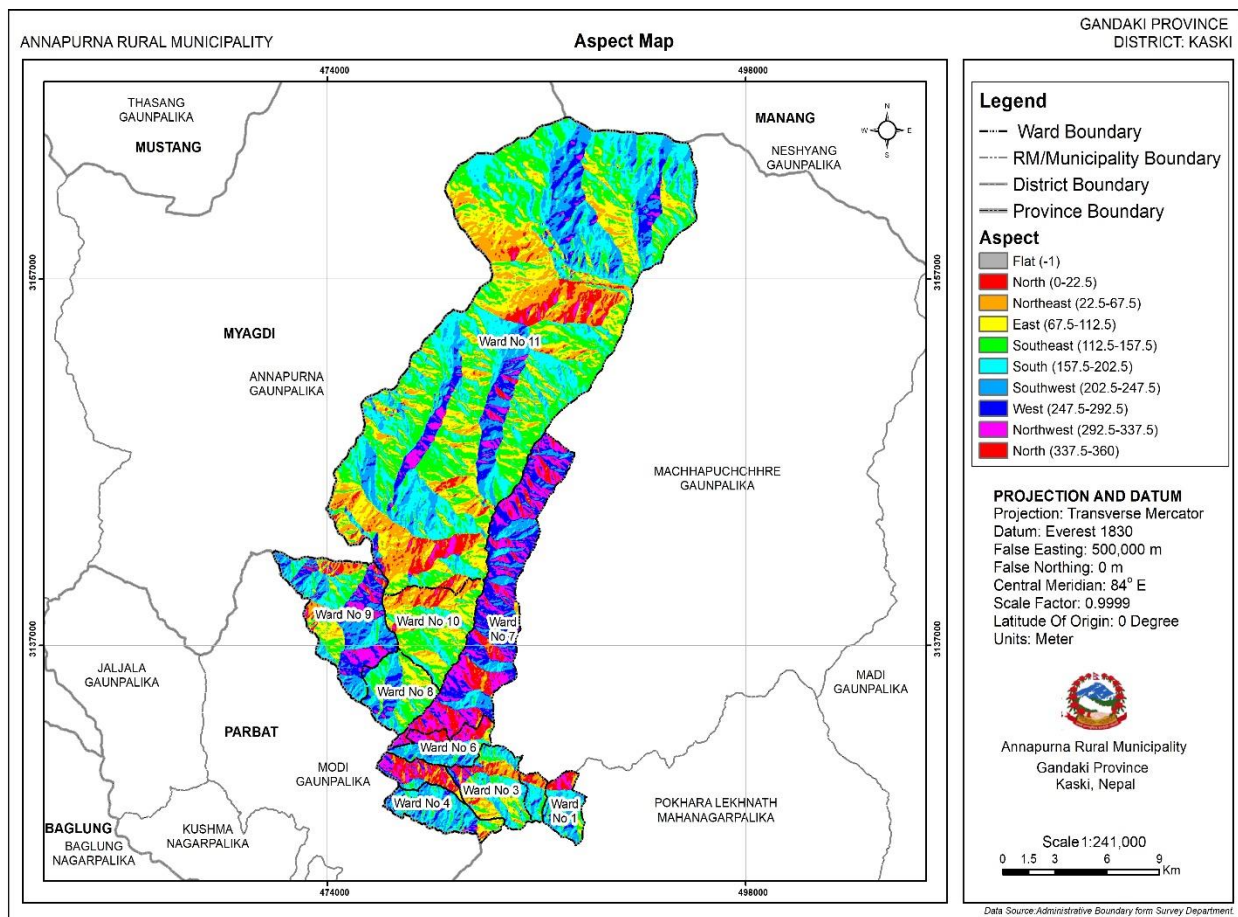 ANNAPURNA RURAL MUNICIPALITY
Aspect Map
GANDAKI PROVINCE
DISTRICT: KASKI
474000
498000
THASANG
GAUNPALIKA
MUSTANG
MANANG
NESHYANG
GAUNPALIKA
N
W
E
S
3157000
3157000
MYAGDI
ANNAPURNA
GAUNPALIKA
Ward No 11
MACHHAPUCHCHHRE
GAUNPALIKA
Ward No 9
Ward No 10
Ward
No 7
3137000
3137000
JALJALA
GAUNPALIKA
Ward No 8
MADI
GAUNPALIKA
PARBAT
Ward No 6
MODI
GAUNPALIKA
Ward No 3
Ward No 4
Ward
No 1
POKHARA LEKHNATH
MAHANAGARPALIKA
BAGLUNG
BAGLUNG
NAGARPALIKA
KUSHMA
NAGARPALIKA
474000
498000
Legend
Ward Boundary
RM/Municipality Boundary
District Boundary
Province Boundary
Aspect
Flat (-1)
North (0-22.5)
Northeast (22.5-67.5)
East (67.5-112.5)
Southeast (112.5-157.5)
South (157.5-202.5)
Southwest (202.5-247.5)
West (247.5-292.5)
Northwest (292.5-337.5)
North (337.5-360)
PROJECTION AND DATUM
Projection: Transverse Mercator
Datum: Everest 1830
False Easting: 500,000 m
False Northing: 0 m
Central Meridian: 84° E
Scale Factor: 0.9999
Latitude Of Origin: 0 Degree
Units: Meter
Annapurna Rural Municipality
Gandaki Province
Kaski, Nepal
Scale 1:241,000
0 1.5 3 6 9
Km
Data Source:Administrative Boundary form Survey Department.